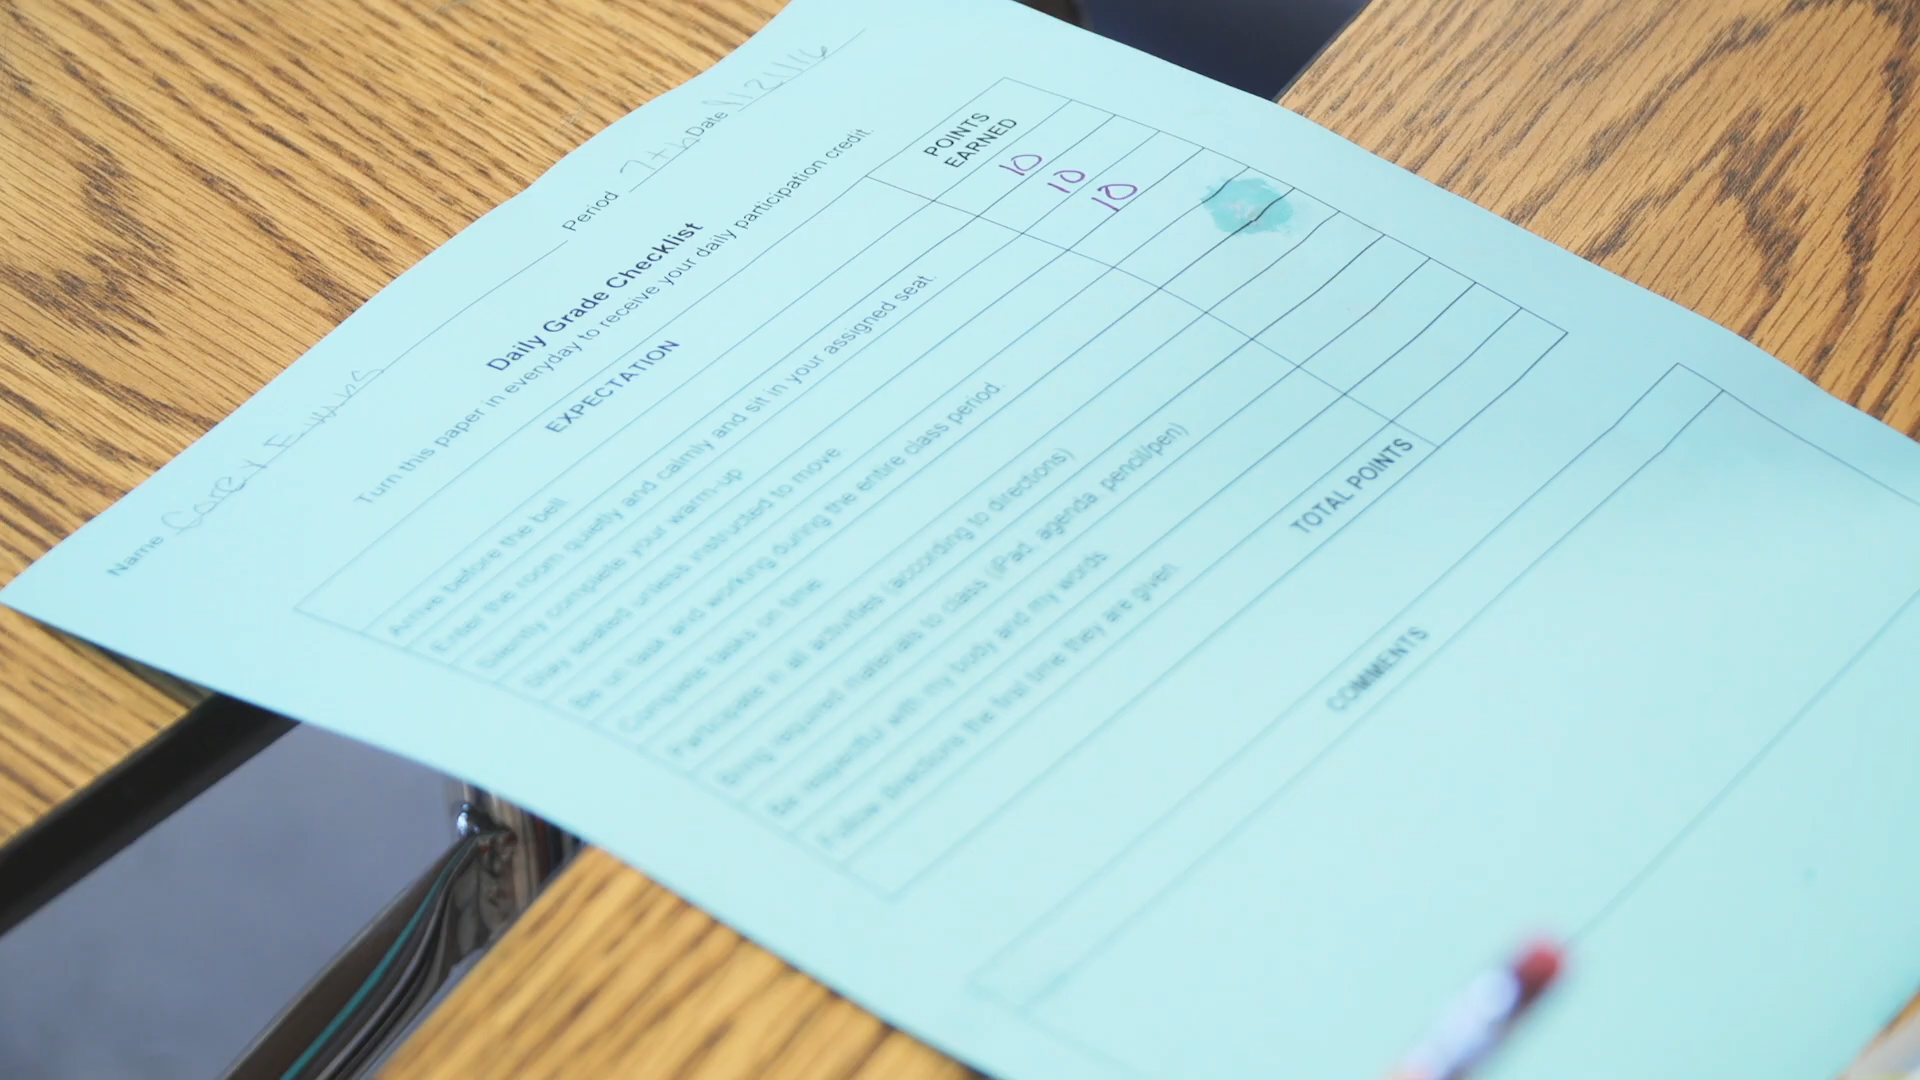 Name Corey Evans Period 7th Date 1/21/16
Daily Grade Checklist
Turn this paper in everyday to receive your daily participation credit.
EXPECTATION POINTS EARNED
Arrive before the bell 10
Enter the room quietly and calmly and sit in your assigned seat. 10
Silently complete your warm-up 10
Stay seated unless instructed to move
Be on task and working during the entire class period.
Complete tasks on time
Participate in all activities (according to directions)
Bring required materials to class (iPad, agenda, pencil/pen)
Be respectful with my body and my words
Follow directions the first time they are given
TOTAL POINTS
COMMENTS